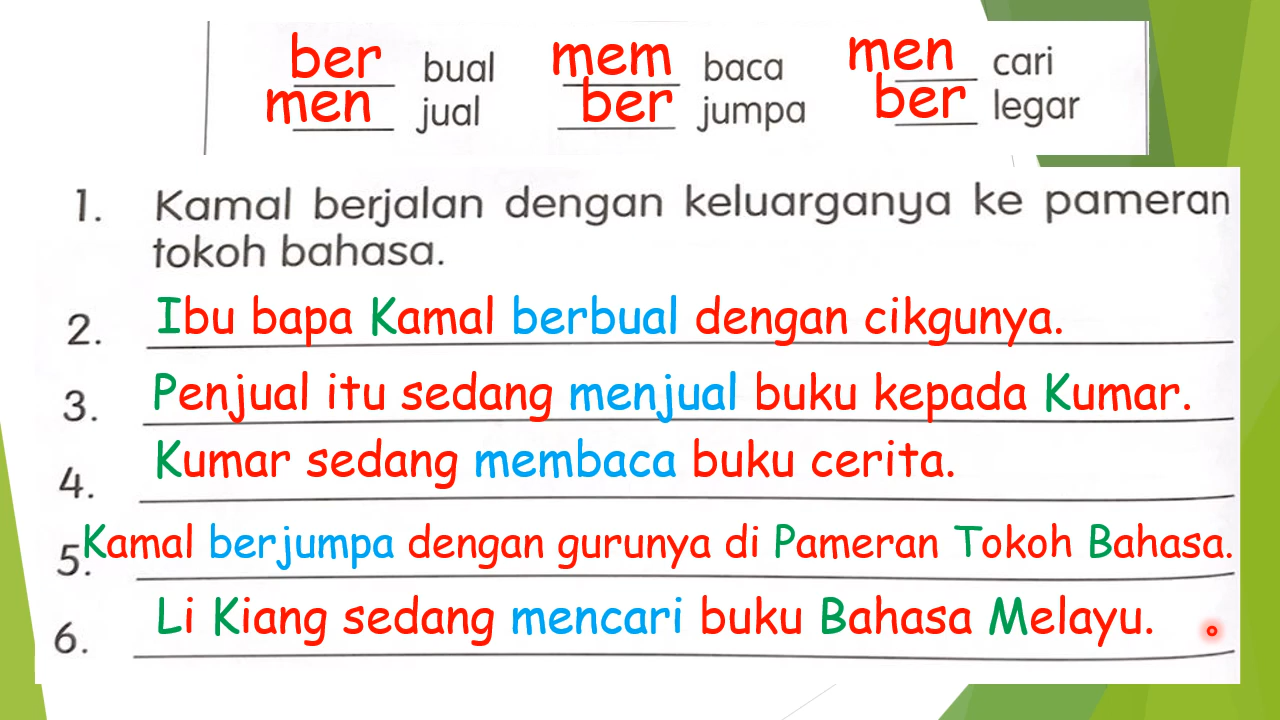 ber bual mem baca men cari
men jual ber jumpa ber legar
1. Kamal berjalan dengan keluarganya ke pameran
tokoh bahasa.
2. Ibu bapa Kamal berbual dengan cikgunya.
3. Penjual itu sedang menjual buku kepada Kumar.
4. Kumar sedang membaca buku cerita.
5. Kamal berjumpa dengan gurunya di Pameran Tokoh Bahasa.
6. Li Kiang sedang mencari buku Bahasa Melayu.